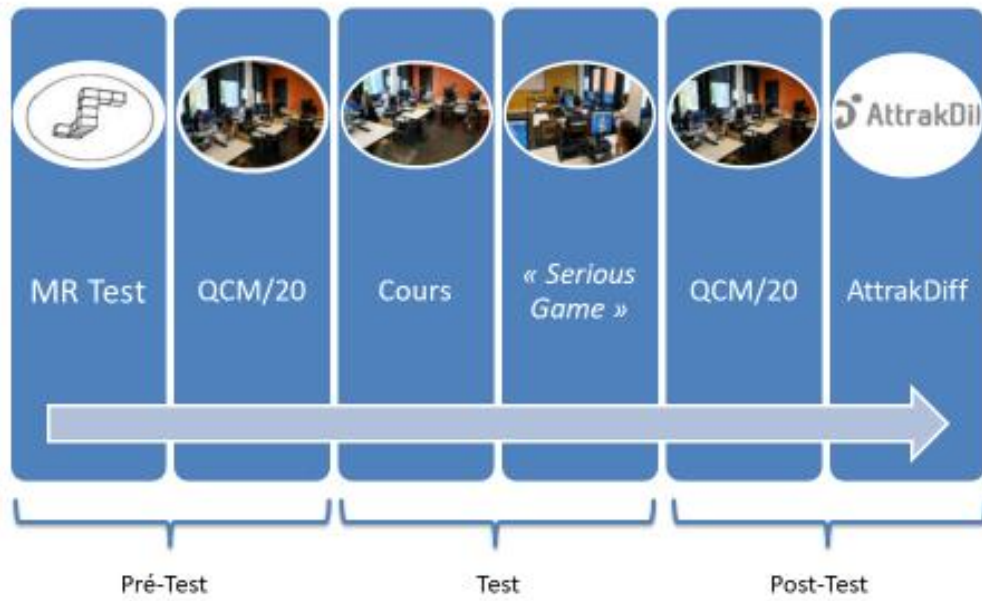 AttrakDif
MR Test
QCM/20
Cours
« Serious
Game »
QCM/20
AttrakDiff
Pré-Test
Test
Post-Test